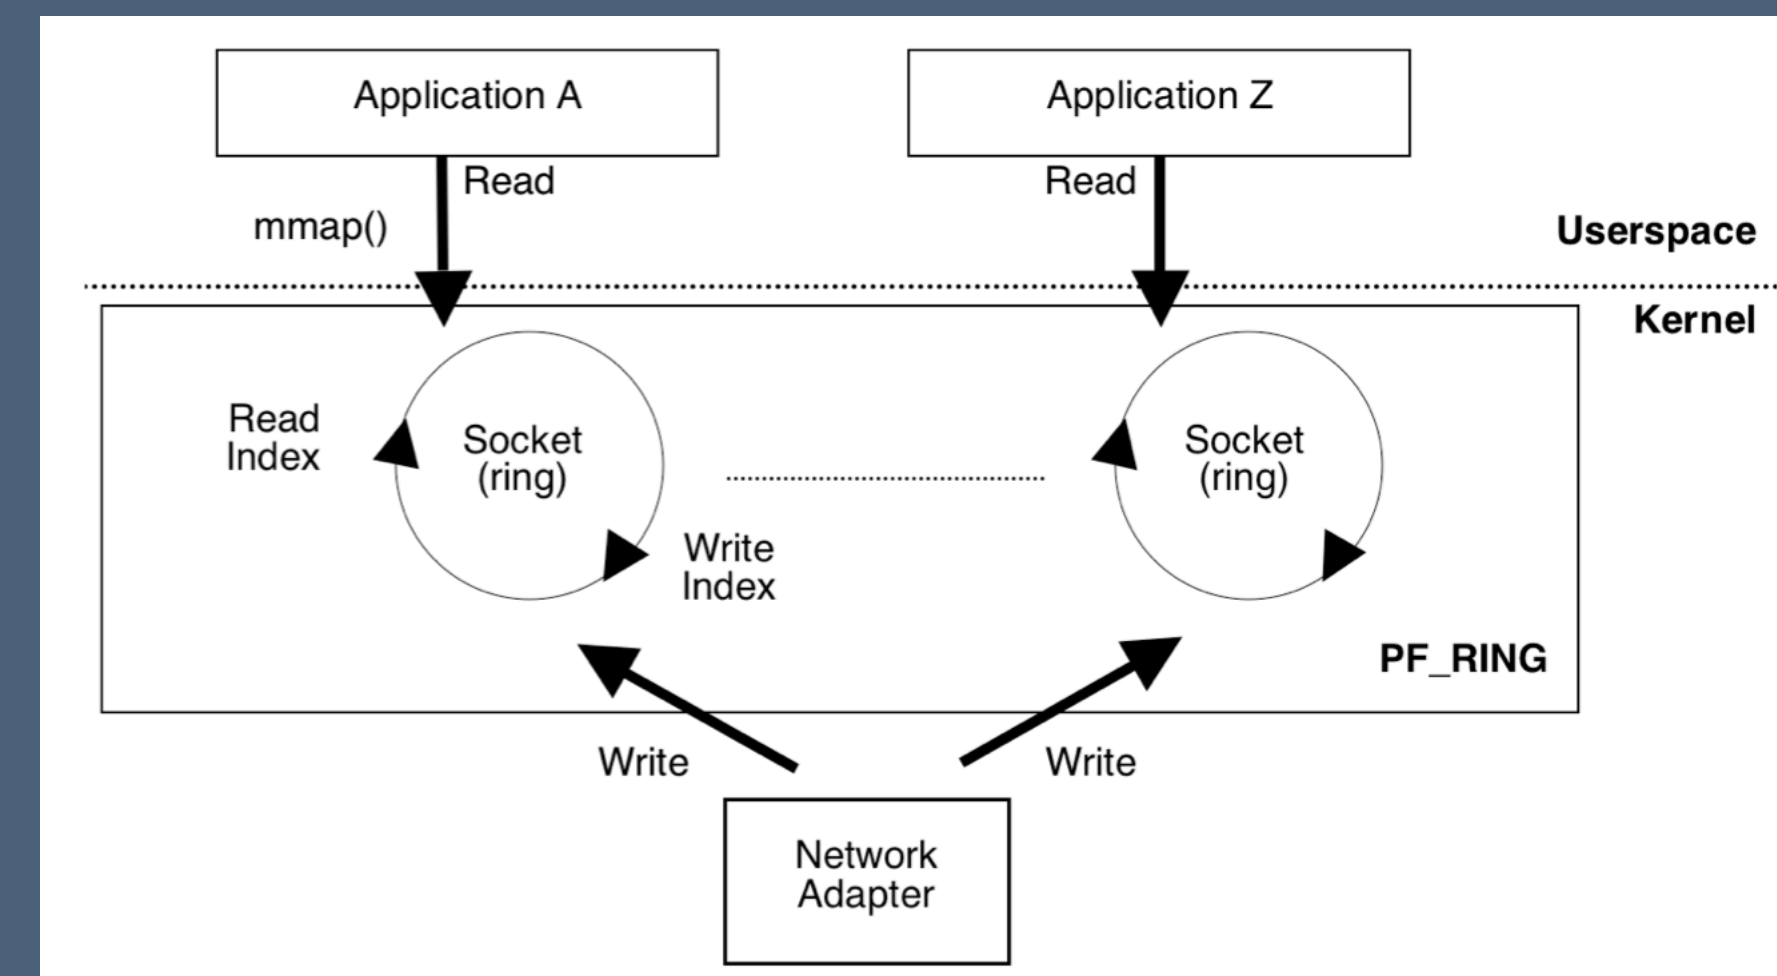 Application A
Application Z
Read
Read
mmap()
Userspace
Kernel
Read
Index
Socket
(ring)
Socket
(ring)
Write
Index
PF_RING
Write
Write
Network
Adapter